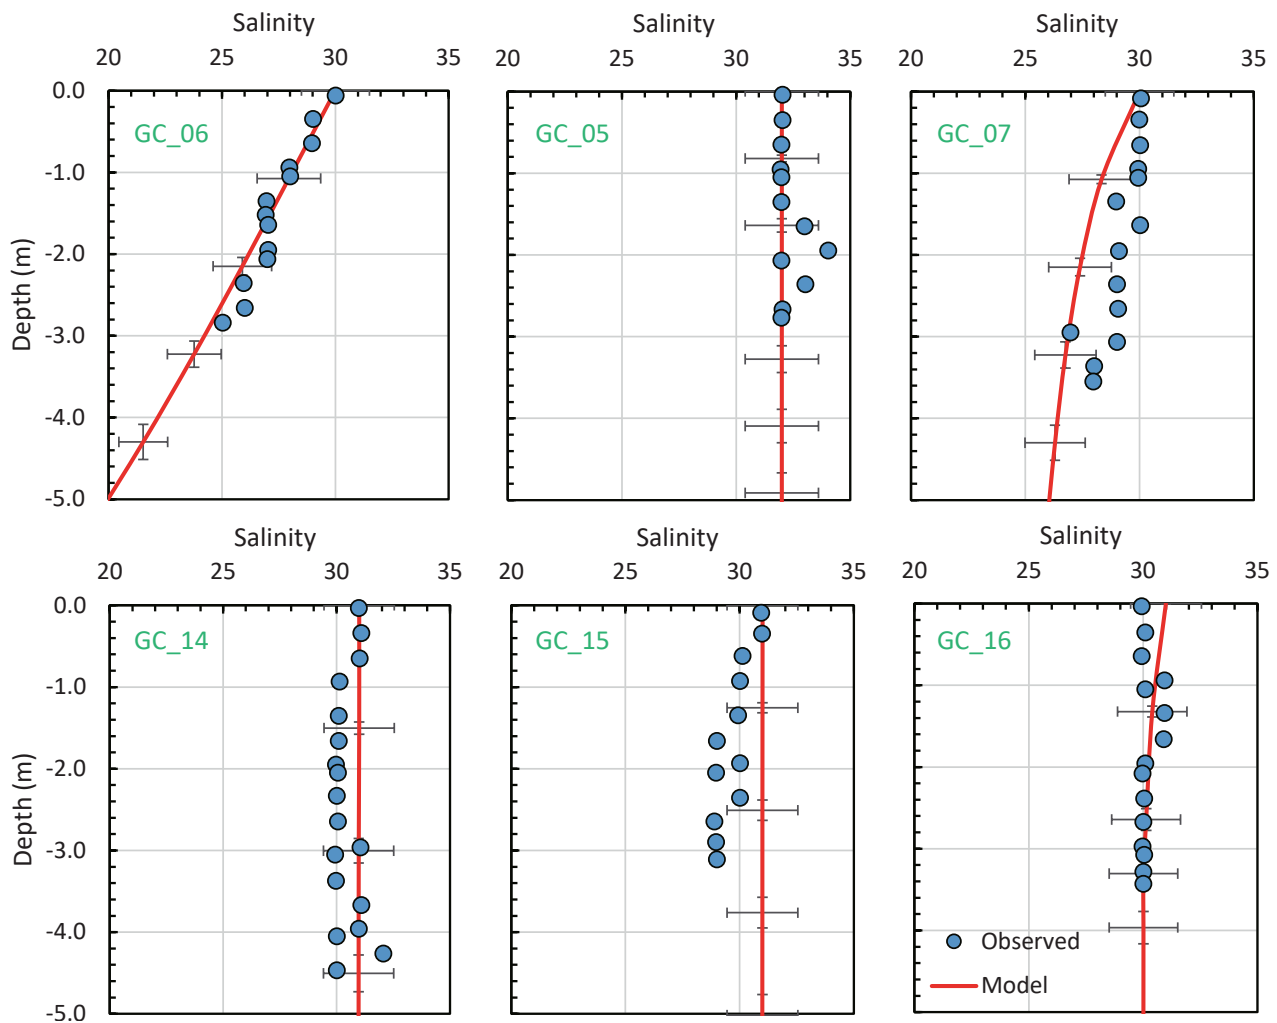 Salinity Salinity Salinity
20 25 30 35 20 25 30 35 20 25 30 35
0.0
GC_06 GC_05 GC_07
-1.0
-2.0
Depth (m)
-3.0
-4.0
-5.0
Salinity Salinity Salinity
20 25 30 35 20 25 30 35 20 25 30 35
0.0
GC_14 GC_15 GC_16
-1.0
-2.0
Depth (m)
-3.0
-4.0
Observed
Model
-5.0